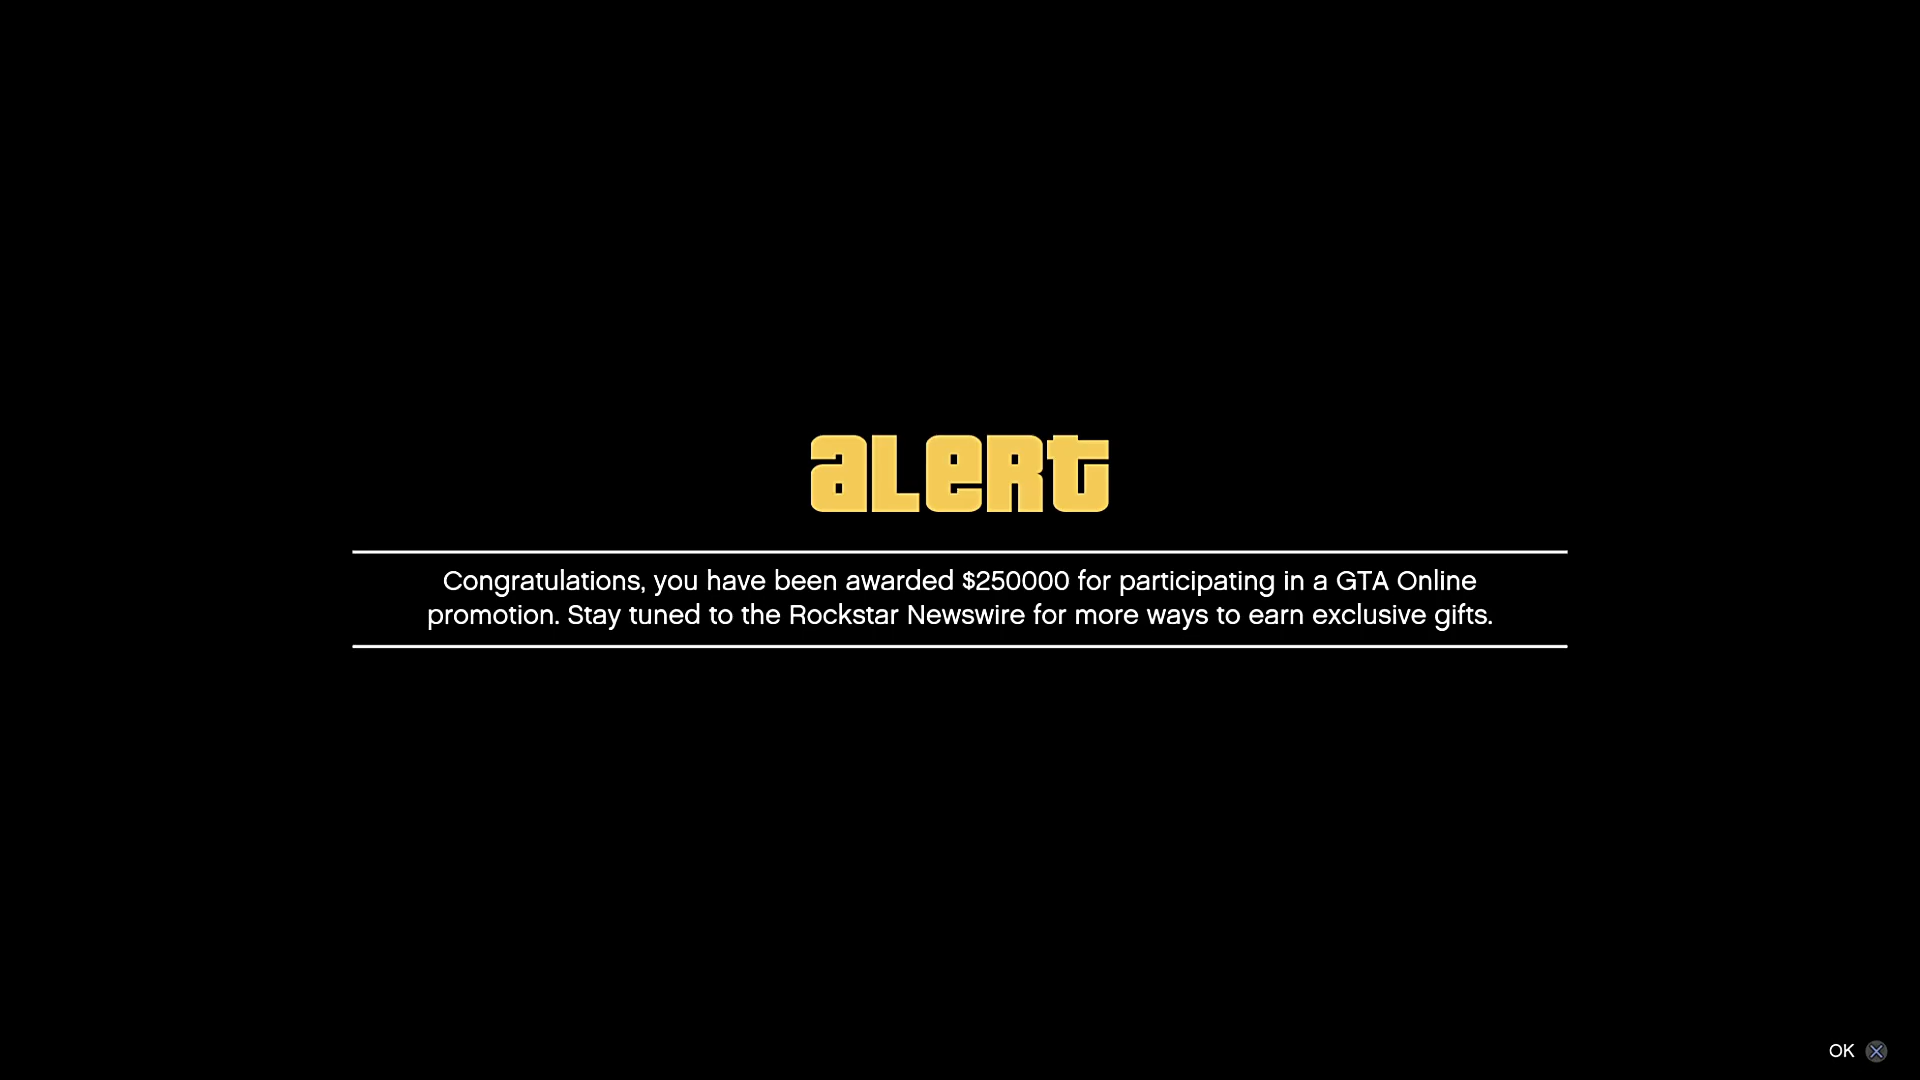 aLeRt
Congratulations, you have been awarded $250000 for participating in a GTA Online
promotion. Stay tuned to the Rockstar Newswire for more ways to earn exclusive gifts.
OK